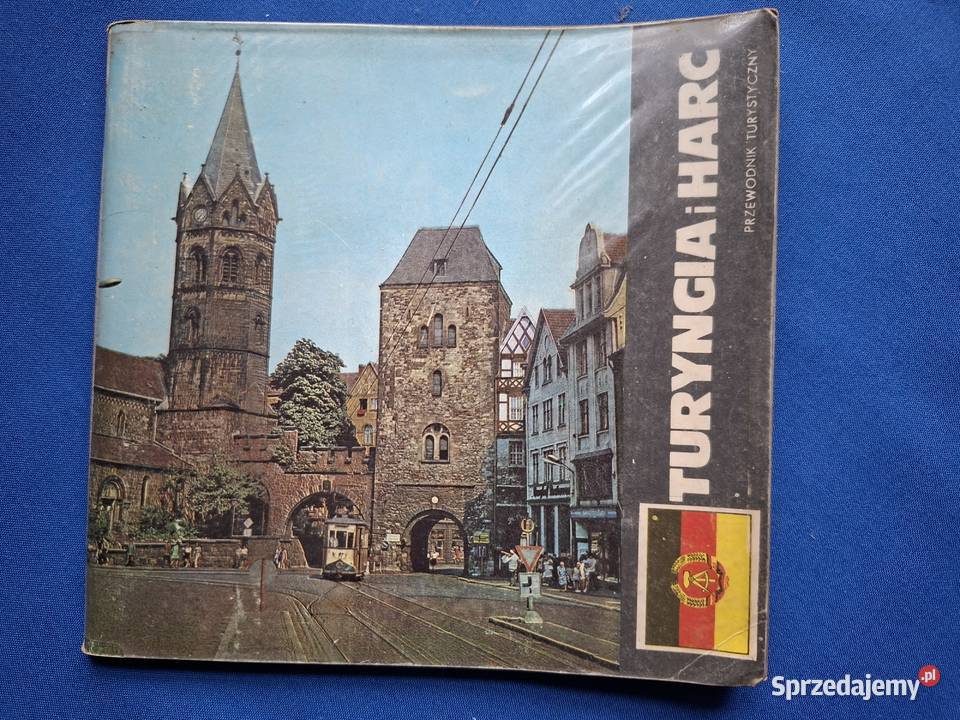 TURYNGIA i HARC
PRZEWODNIK TURYSTYCZNY
Sprzedajemy.pl